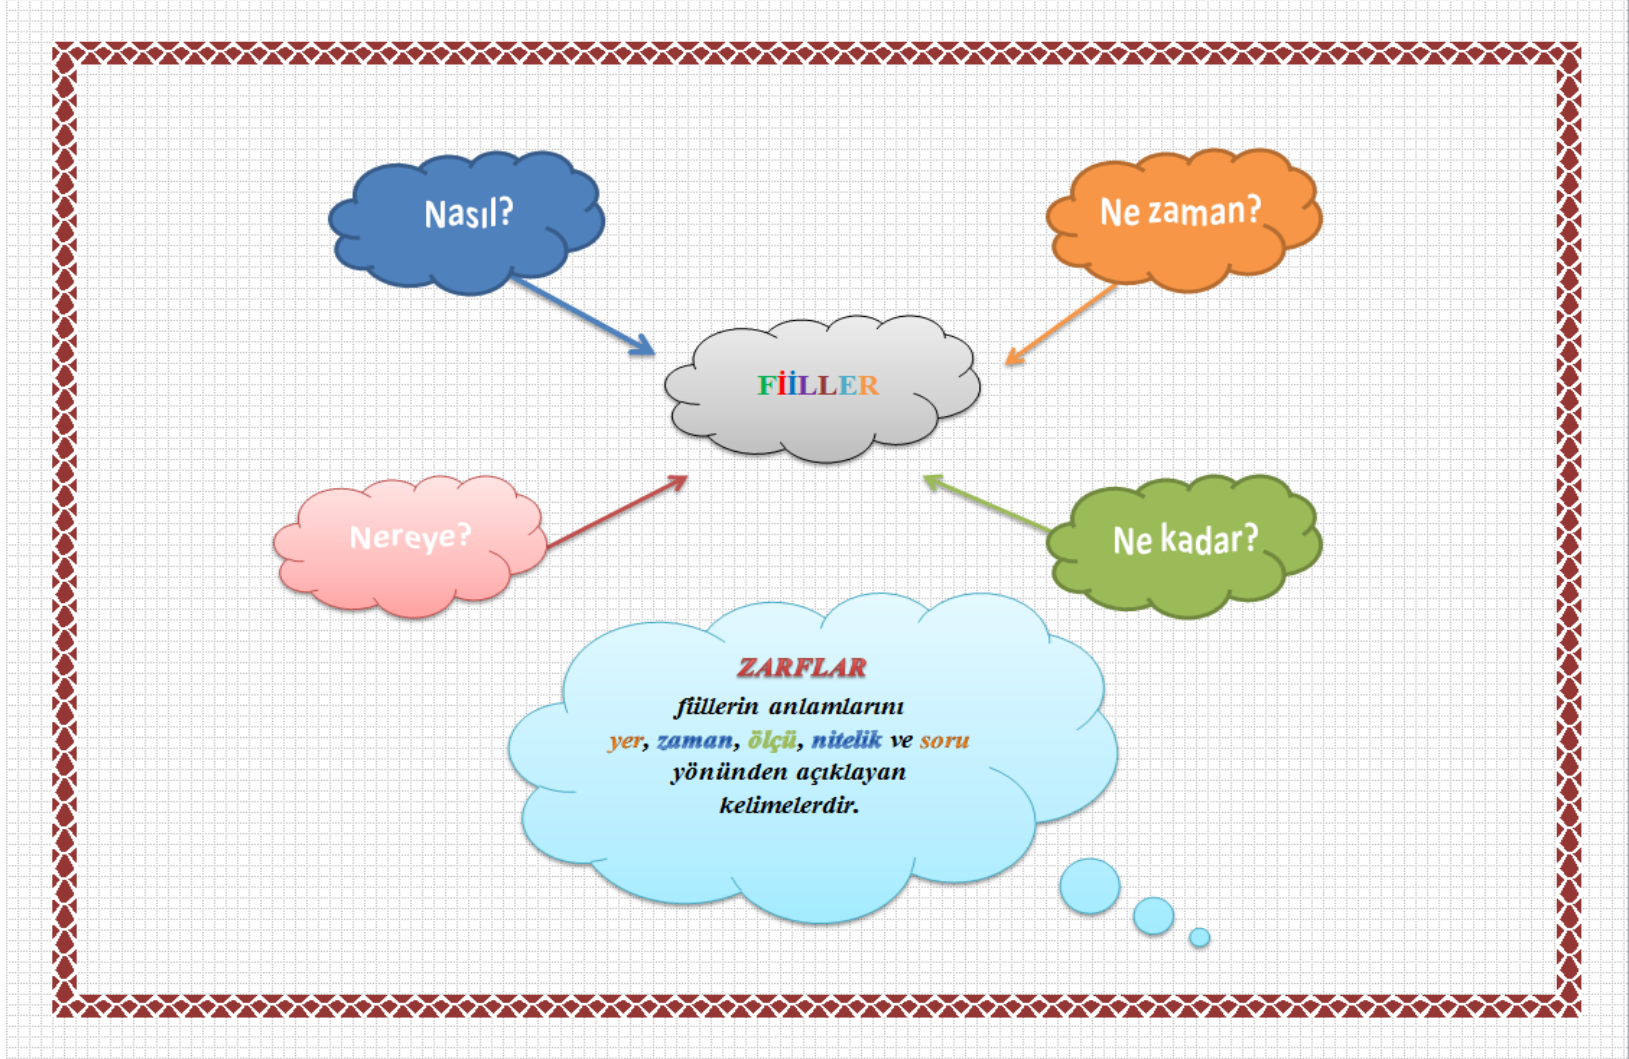 Nasıl?
Ne zaman?
FİİLLER
Nereye?
Ne kadar?
ZARFLAR
fiillerin anlamlarını
yer, zaman, ölçü, nitelik ve soru
yönünden açıklayan
kelimelerdir.